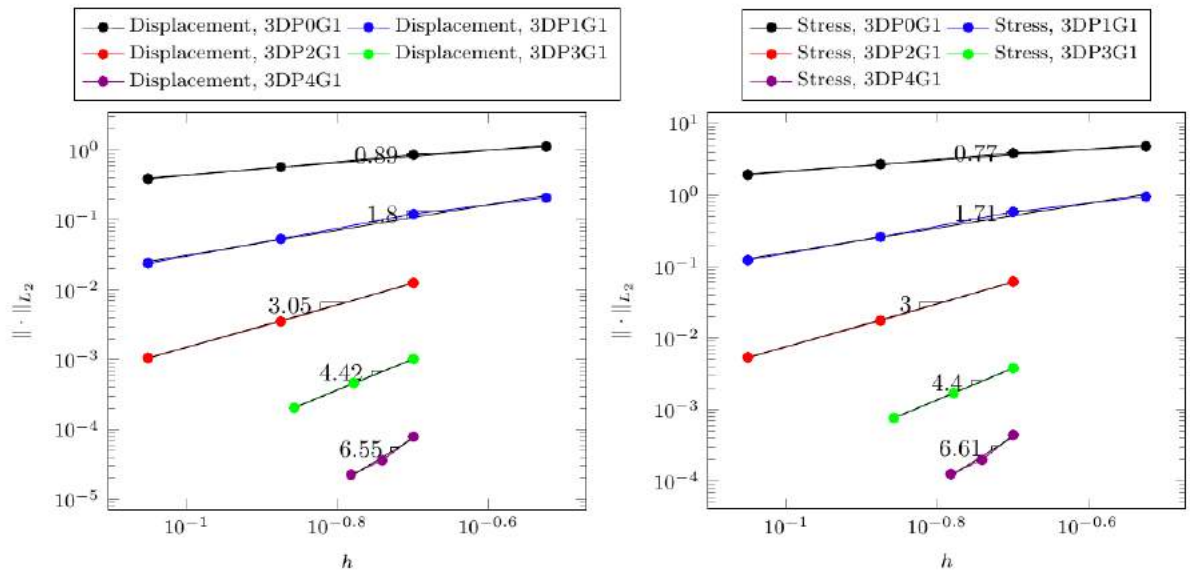 Displacement, 3DP0G1 Displacement, 3DP1G1
Displacement, 3DP2G1 Displacement, 3DP3G1
Displacement, 3DP4G1
10^0
10^−1
10^−2
10^−3
10^−4
10^−5
‖ · ‖L2
0.89
1.8
3.05
4.42
6.55
10^−1 10^−0.8 10^−0.6
h
Stress, 3DP0G1 Stress, 3DP1G1
Stress, 3DP2G1 Stress, 3DP3G1
Stress, 3DP4G1
10^1
10^0
10^−1
10^−2
10^−3
10^−4
‖ · ‖L2
0.77
1.71
3
4.4
6.61
10^−1 10^−0.8 10^−0.6
h